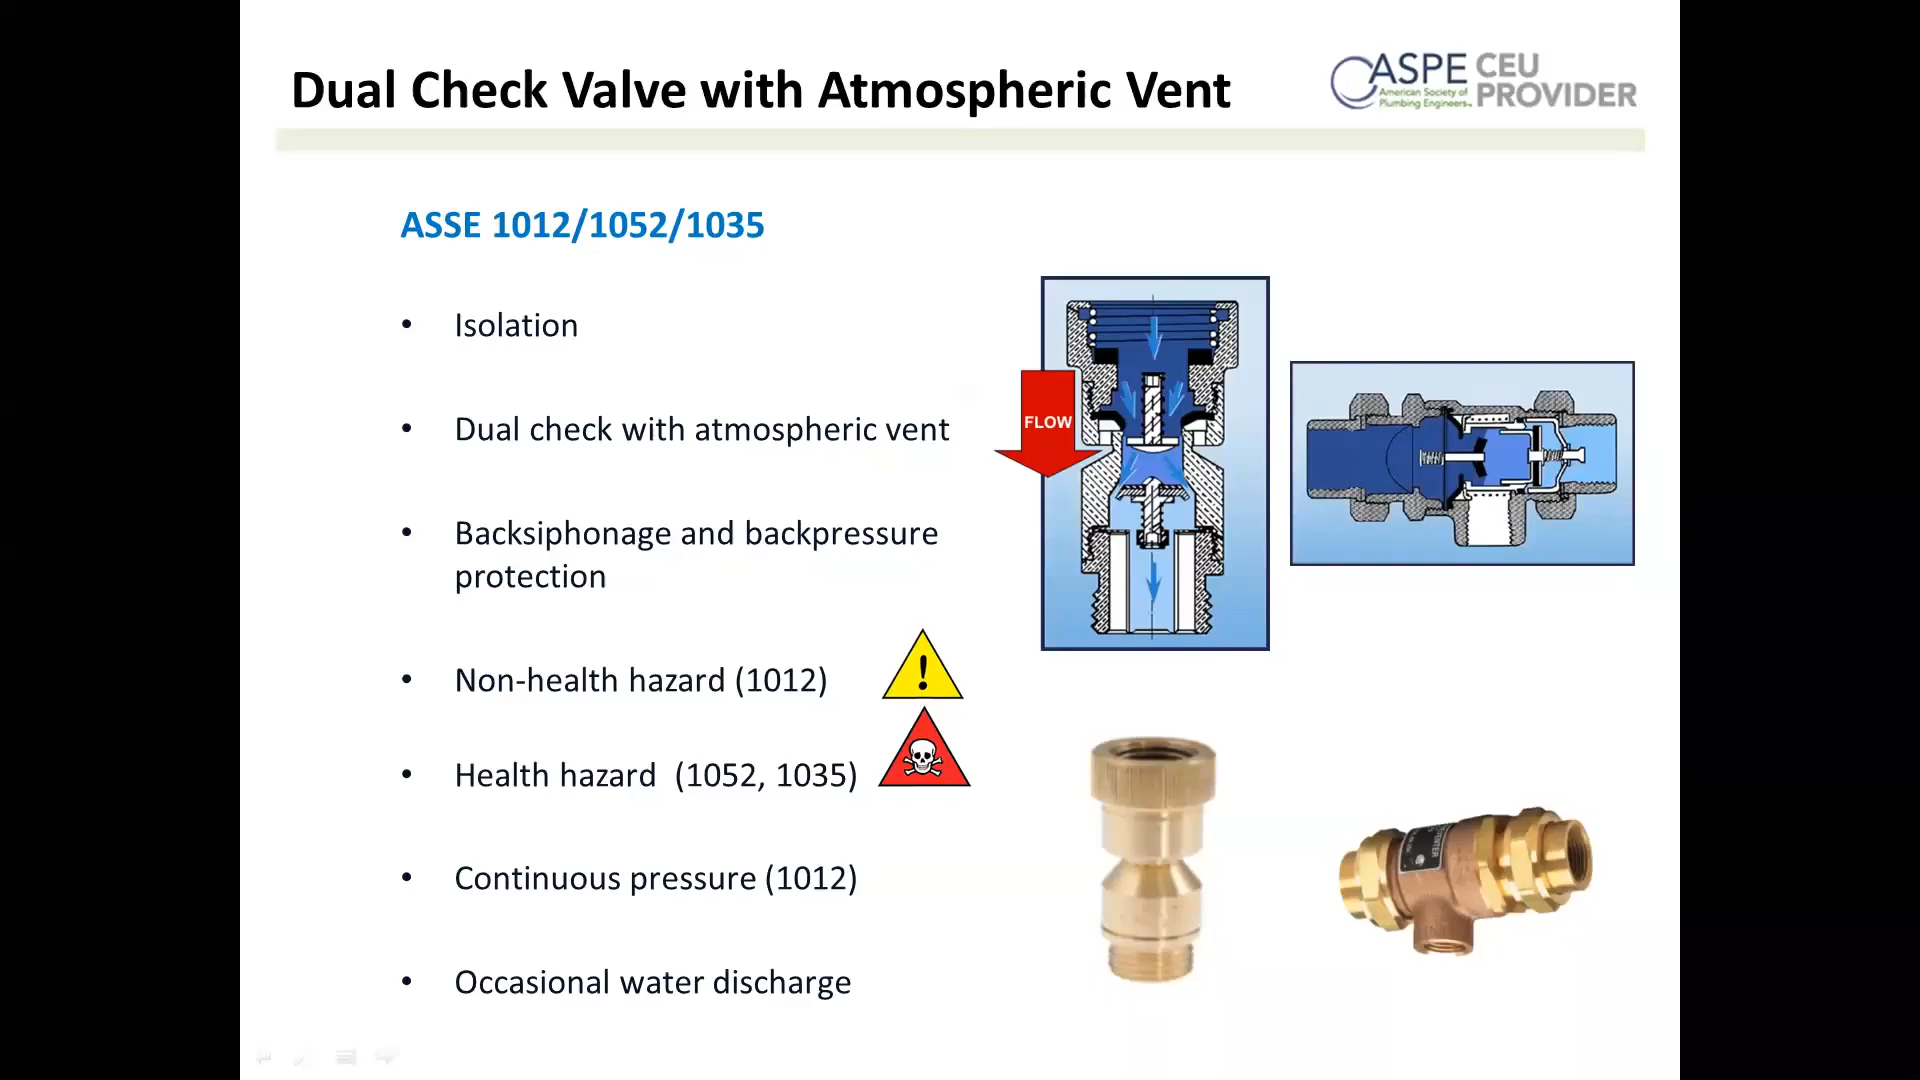 Dual Check Valve with Atmospheric Vent
ASPE CEU
American Society of
Plumbing Engineers
PROVIDER
ASSE 1012/1052/1035
• Isolation
• Dual check with atmospheric vent
FLOW
• Backsiphonage and backpressure
protection
• Non-health hazard (1012)
!
• Health hazard (1052, 1035)
• Continuous pressure (1012)
• Occasional water discharge